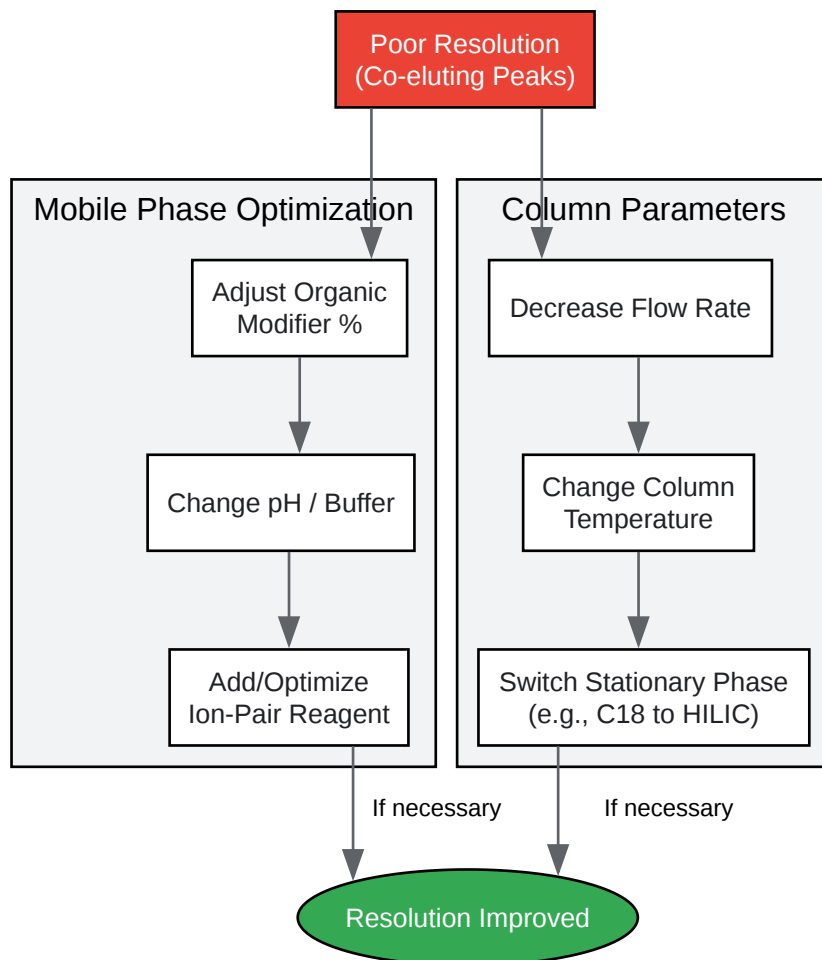 Poor Resolution
(Co-eluting Peaks)
Mobile Phase Optimization
Adjust Organic
Modifier %
Change pH / Buffer
Add/Optimize
Ion-Pair Reagent
If necessary
Column Parameters
Decrease Flow Rate
Change Column
Temperature
Switch Stationary Phase
(e.g., C18 to HILIC)
If necessary
Resolution Improved